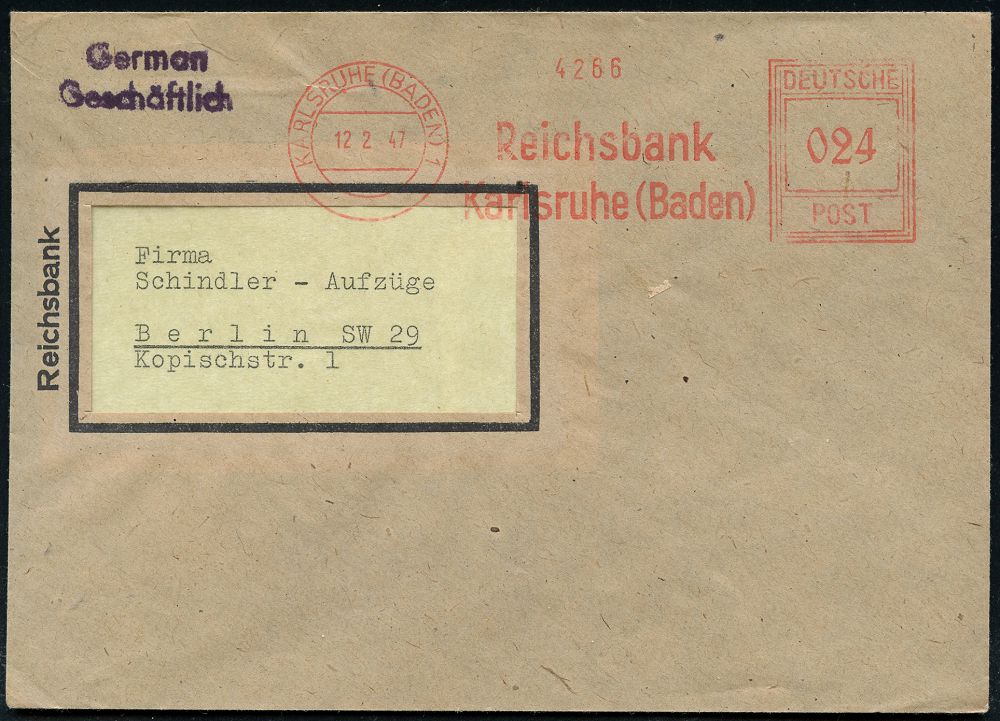 German
Geschäftlich
KARLSRUHE (BADEN) 1
12 2 47
4266
Reichsbank
Karlsruhe (Baden)
DEUTSCHE
024
POST
Reichsbank
Firma
Schindler - Aufzüge
B e r l i n SW 29
Kopischstr. 1